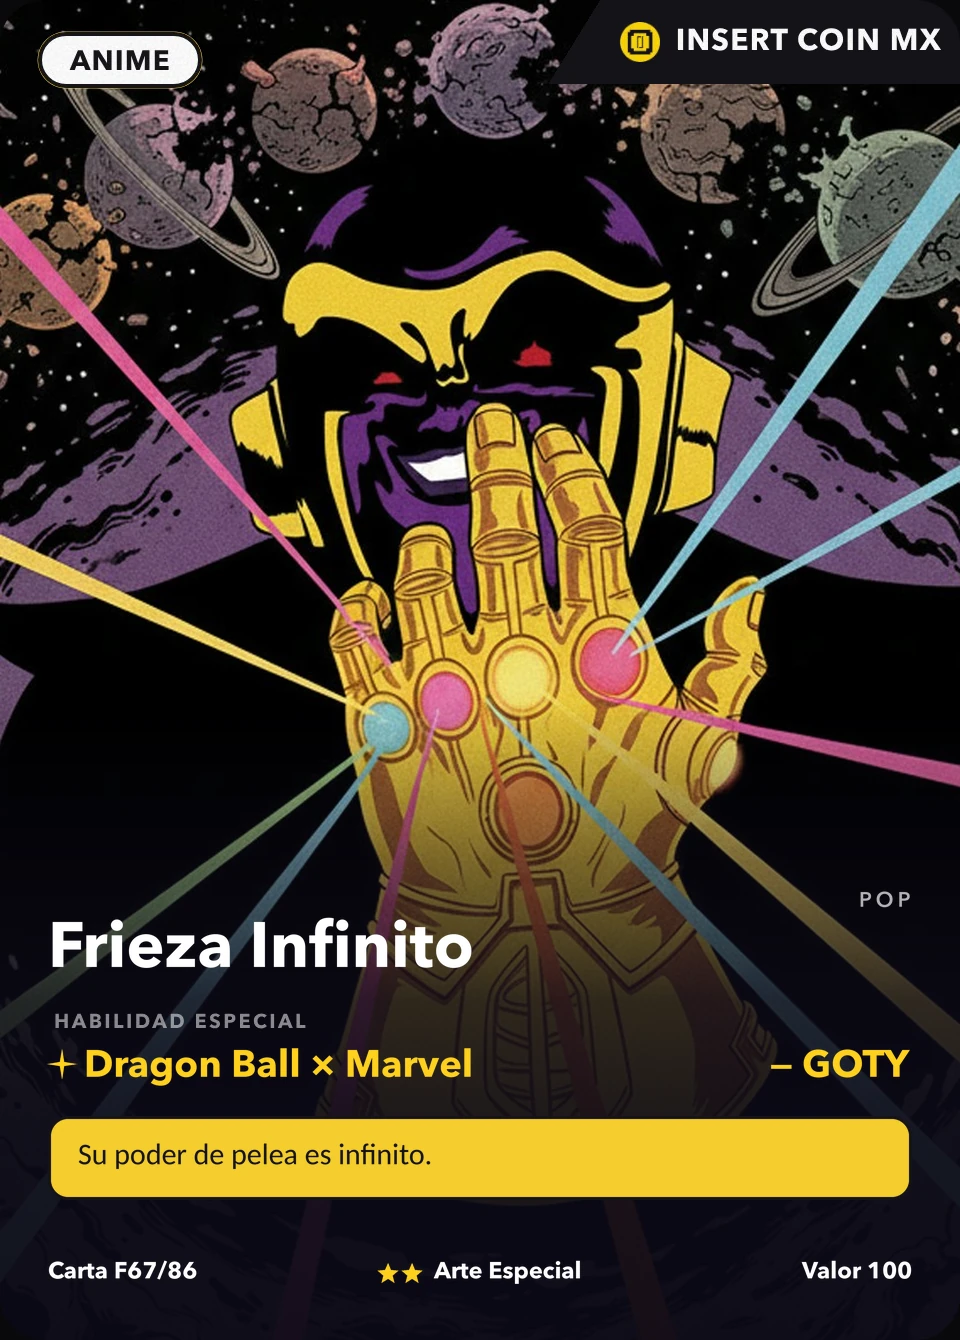 ANIME
INSERT COIN MX
POP
Frieza Infinito
HABILIDAD ESPECIAL
Dragon Ball × Marvel
– GOTY
Su poder de pelea es infinito.
Carta F67/86
★★ Arte Especial
Valor 100